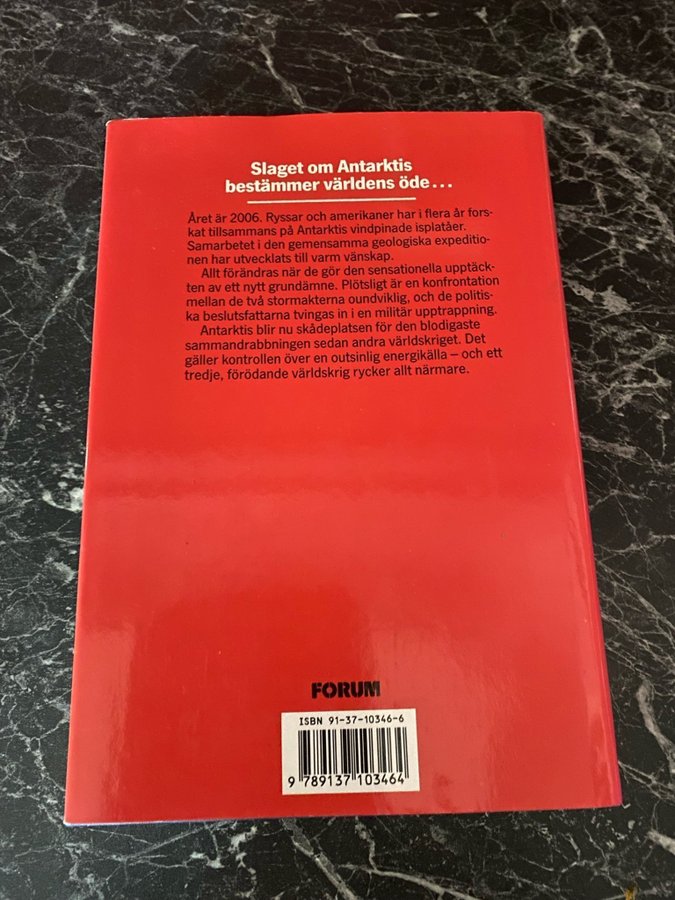 Slaget om Antarktis
bestämmer världens öde...
Året är 2006. Ryssar och amerikaner har i flera år fors-
kat tillsammans på Antarktis vindpinade isplatåer.
Samarbetet i den gemensamma geologiska expeditio-
nen har utvecklats till varm vänskap.
Allt förändras när de gör den sensationella upptäck-
ten av ett nytt grundämne. Plötsligt är en konfrontation
mellan de två stormakterna oundviklig, och de politis-
ka beslutsfattarna tvingas in i en militär upptrappning.
Antarktis blir nu skådeplatsen för den blodigaste
sammandrabbningen sedan andra världskriget. Det
gäller kontrollen över en outsinlig energikälla – och ett
tredje, förödande världskrig rycker allt närmare.
FORUM
ISBN 91-37-10346-6
9 789137 103464